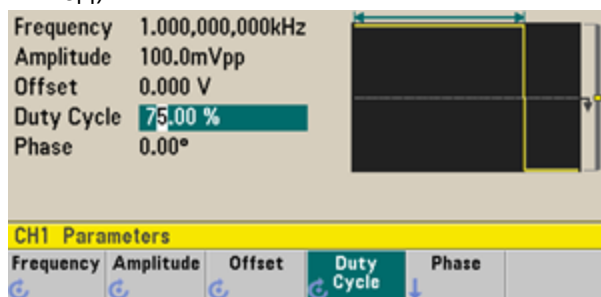 Frequency 1.000,000,000kHz
Amplitude 100.0mVpp
Offset 0.000 V
Duty Cycle 75.00 %
Phase 0.00°
CH1 Parameters
Frequency Amplitude Offset Duty Cycle Phase